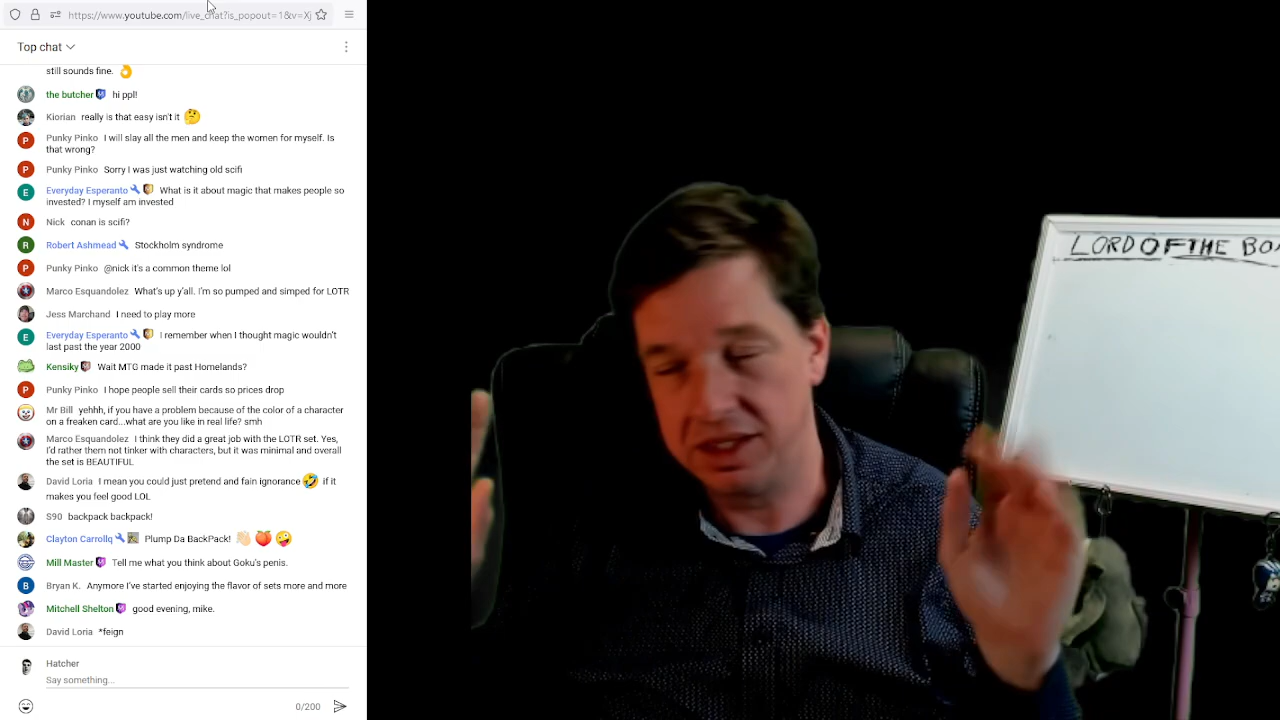 https://www.youtube.com/live_chat?is_popout=1&v=Xj
Top chat
still sounds fine. 👌
the butcher hi ppl!
Kiorian really is that easy isn't it 🤔
Punky Pinko I will slay all the men and keep the women for myself. Is
that wrong?
Punky Pinko Sorry I was just watching old scifi
Everyday Esperanto What is it about magic that makes people so
invested? I myself am invested
Nick conan is scifi?
Robert Ashmead Stockholm syndrome
Punky Pinko @nick it's a common theme lol
Marco Esquandolez What's up y'all. I'm so pumped and simped for LOTR
Jess Marchand I need to play more
Everyday Esperanto I remember when I thought magic wouldn't
last past the year 2000
Kensiky Wait MTG made it past Homelands?
Punky Pinko I hope people sell their cards so prices drop
Mr Bill yehhh, if you have a problem because of the color of a character
on a freaken card...what are you like in real life? smh
Marco Esquandolez I think they did a great job with the LOTR set. Yes,
I'd rather them not tinker with characters, but it was minimal and overall
the set is BEAUTIFUL
David Loria I mean you could just pretend and fain ignorance 🤣 if it
makes you feel good LOL
S90 backpack backpack!
Clayton Carrollq Plump Da BackPack! 👏🏻 🍑 🤪
Mill Master Tell me what you think about Goku's penis.
Bryan K. Anymore I've started enjoying the flavor of sets more and more
Mitchell Shelton good evening, mike.
David Loria *feign
Hatcher
Say something...
0/200
LORD OF THE BO